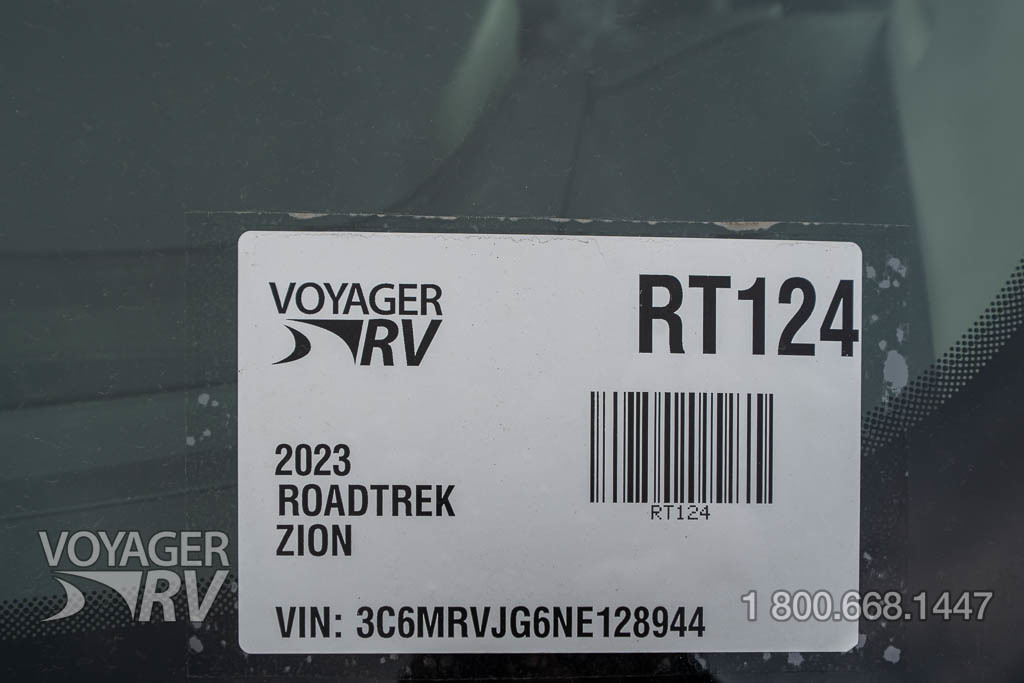 VOYAGER
RV
RT124
RT124
2023
ROADTREK
ZION
VIN: 3C6MRVJG6NE128944
VOYAGER
RV
1 800.668.1447